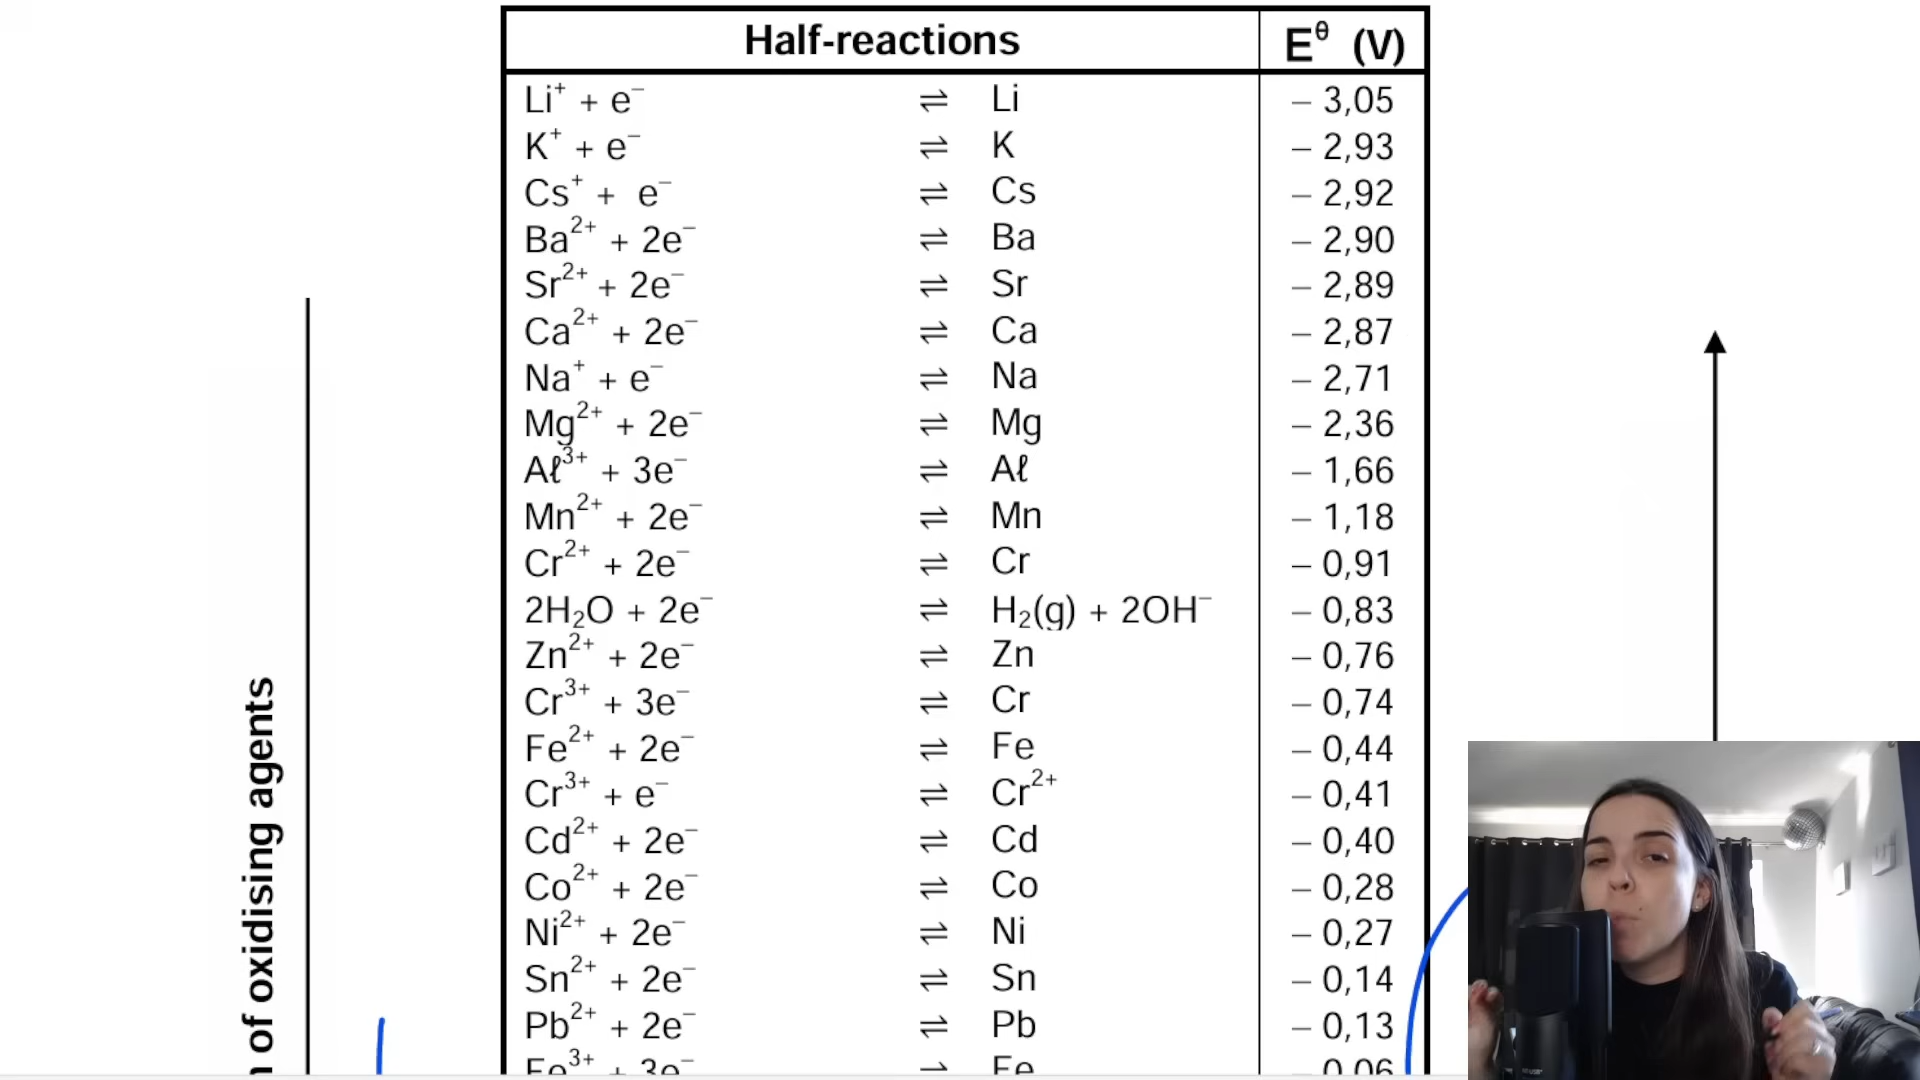 Half-reactions E^θ (V)
Li⁺ + e⁻ ⇌ Li – 3,05
K⁺ + e⁻ ⇌ K – 2,93
Cs⁺ + e⁻ ⇌ Cs – 2,92
Ba²⁺ + 2e⁻ ⇌ Ba – 2,90
Sr²⁺ + 2e⁻ ⇌ Sr – 2,89
Ca²⁺ + 2e⁻ ⇌ Ca – 2,87
Na⁺ + e⁻ ⇌ Na – 2,71
Mg²⁺ + 2e⁻ ⇌ Mg – 2,36
Aℓ³⁺ + 3e⁻ ⇌ Aℓ – 1,66
Mn²⁺ + 2e⁻ ⇌ Mn – 1,18
Cr²⁺ + 2e⁻ ⇌ Cr – 0,91
2H₂O + 2e⁻ ⇌ H₂(g) + 2OH⁻ – 0,83
Zn²⁺ + 2e⁻ ⇌ Zn – 0,76
Cr³⁺ + 3e⁻ ⇌ Cr – 0,74
Fe²⁺ + 2e⁻ ⇌ Fe – 0,44
Cr³⁺ + e⁻ ⇌ Cr²⁺ – 0,41
Cd²⁺ + 2e⁻ ⇌ Cd – 0,40
Co²⁺ + 2e⁻ ⇌ Co – 0,28
Ni²⁺ + 2e⁻ ⇌ Ni – 0,27
Sn²⁺ + 2e⁻ ⇌ Sn – 0,14
Pb²⁺ + 2e⁻ ⇌ Pb – 0,13
Fe³⁺ + 3e⁻ ⇌ Fe – 0,06
of oxidising agents